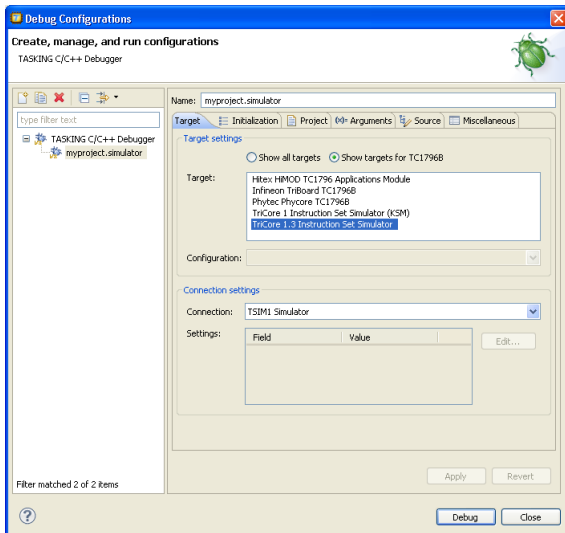 Debug Configurations
Create, manage, and run configurations
TASKING C/C++ Debugger
type filter text
TASKING C/C++ Debugger
myproject.simulator
Filter matched 2 of 2 items
Name: myproject.simulator
Target Initialization Project (x)= Arguments Source Miscellaneous
Target settings
Show all targets Show targets for TC1796B
Target:
Hitex HiMOD TC1796 Applications Module
Infineon TriBoard TC1796B
Phytec Phycore TC1796B
TriCore 1 Instruction Set Simulator (KSM)
TriCore 1.3 Instruction Set Simulator
Configuration:
Connection settings
Connection: TSIM1 Simulator
Settings: Field Value
Edit...
Apply Revert
? Debug Close